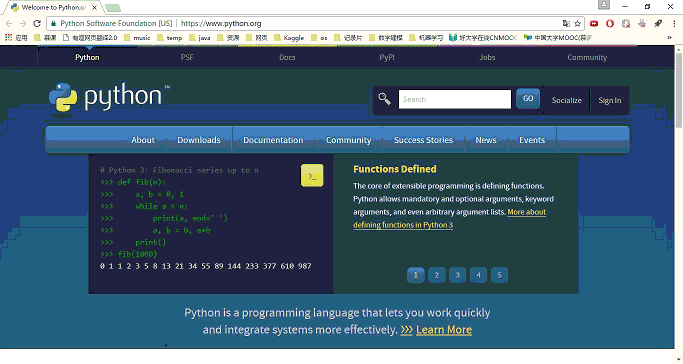 Welcome to Python.o
Python Software Foundation [US] | https://www.python.org
应用 慕课 有道网页翻译2.0 music temp java 资源 网页 Kaggle os 记录片 数学建模 机器学习 好大学在线CNMOOC 中国大学MOOC(慕课
Python PSF Docs PyPI Jobs Community
python™
Search GO Socialize Sign In
About Downloads Documentation Community Success Stories News Events
# Python 3: Fibonacci series up to n
>>> def fib(n):
>>> a, b = 0, 1
>>> while a < n:
>>> print(a, end=' ')
>>> a, b = b, a+b
>>> print()
>>> fib(1000)
0 1 1 2 3 5 8 13 21 34 55 89 144 233 377 610 987
>_
Functions Defined
The core of extensible programming is defining functions.
Python allows mandatory and optional arguments, keyword
arguments, and even arbitrary argument lists. More about
defining functions in Python 3
1 2 3 4 5
Python is a programming language that lets you work quickly
and integrate systems more effectively. >>> Learn More